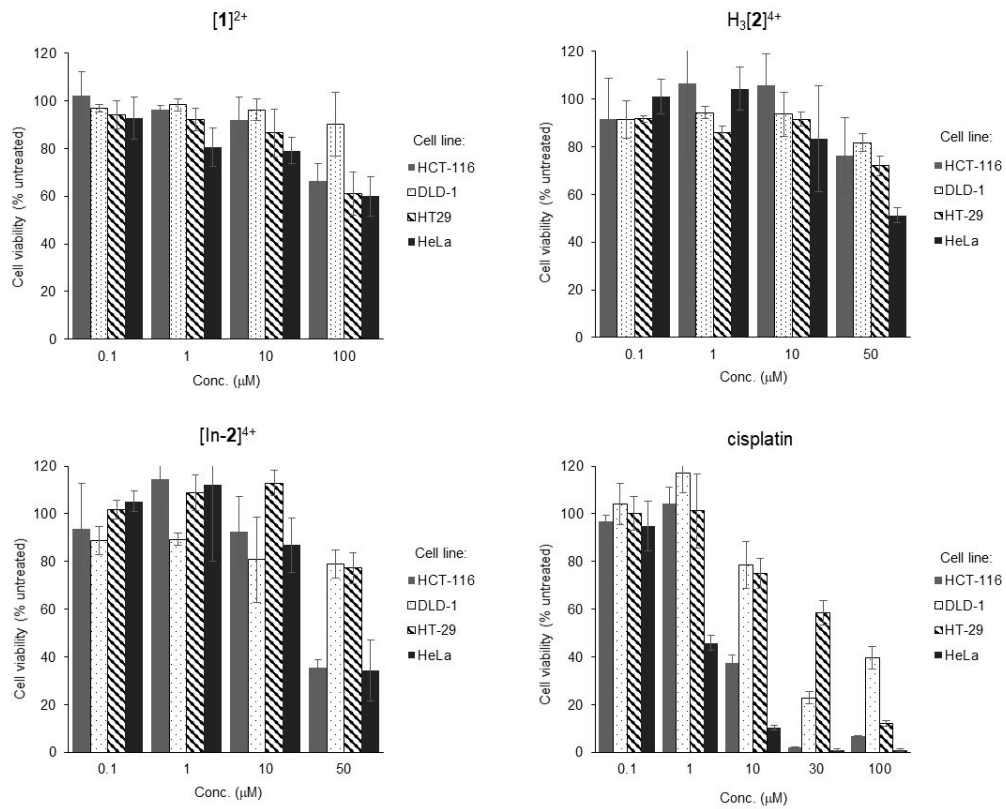 [1]²⁺
120
100
80
60
40
20
0
Cell viability (% untreated)
0.1 1 10 100
Conc. (μM)
Cell line:
HCT-116
DLD-1
HT29
HeLa
H₃[2]⁴⁺
120
100
80
60
40
20
0
Cell viability (% untreated)
0.1 1 10 50
Conc. (μM)
Cell line:
HCT-116
DLD-1
HT-29
HeLa
[In-2]⁴⁺
120
100
80
60
40
20
0
Cell viability (% untreated)
0.1 1 10 50
Conc. (μM)
Cell line:
HCT-116
DLD-1
HT-29
HeLa
cisplatin
120
100
80
60
40
20
0
Cell viability (% untreated)
0.1 1 10 30 100
Conc. (μM)
Cell line:
HCT-116
DLD-1
HT-29
HeLa